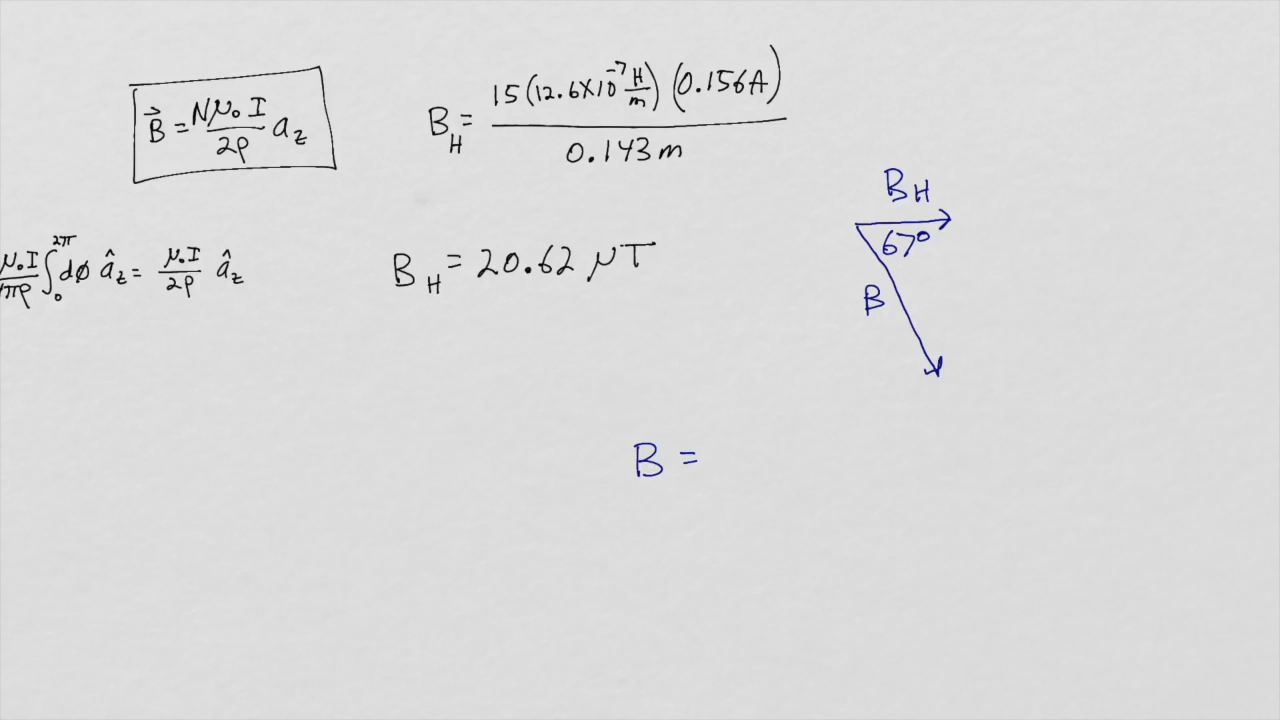 B⃗ = Nμ₀I/2ρ a_z
B_H = 15(12.6×10⁻⁷ H/m)(0.156A)/0.143m
B_H
67°
B
μ₀I/4πρ ∫₀^2π dφ â_z = μ₀I/2ρ â_z
B_H = 20.62 μT
B =